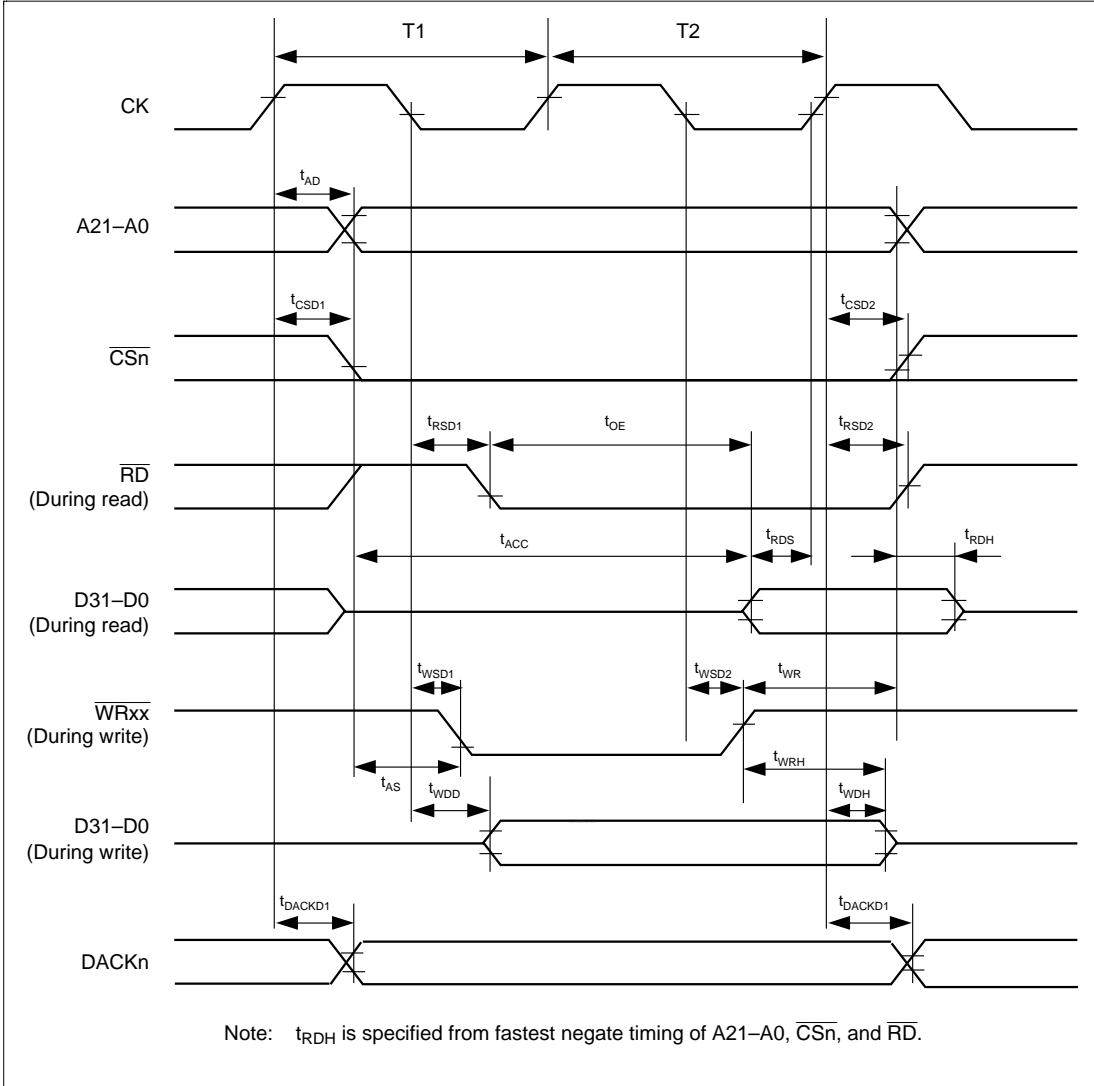 T1 T2
CK
tAD
A21–A0
tCSD1 tCSD2
CSn
tRSD1 tOE tRSD2
RD
(During read)
tACC tRDS tRDH
D31–D0
(During read)
tWSD1 tWSD2 tWR
WRxx
(During write)
tWRH
tAS tWDD tWDH
D31–D0
(During write)
tDACKD1 tDACKD1
DACKn
Note: tRDH is specified from fastest negate timing of A21–A0, CSn, and RD.